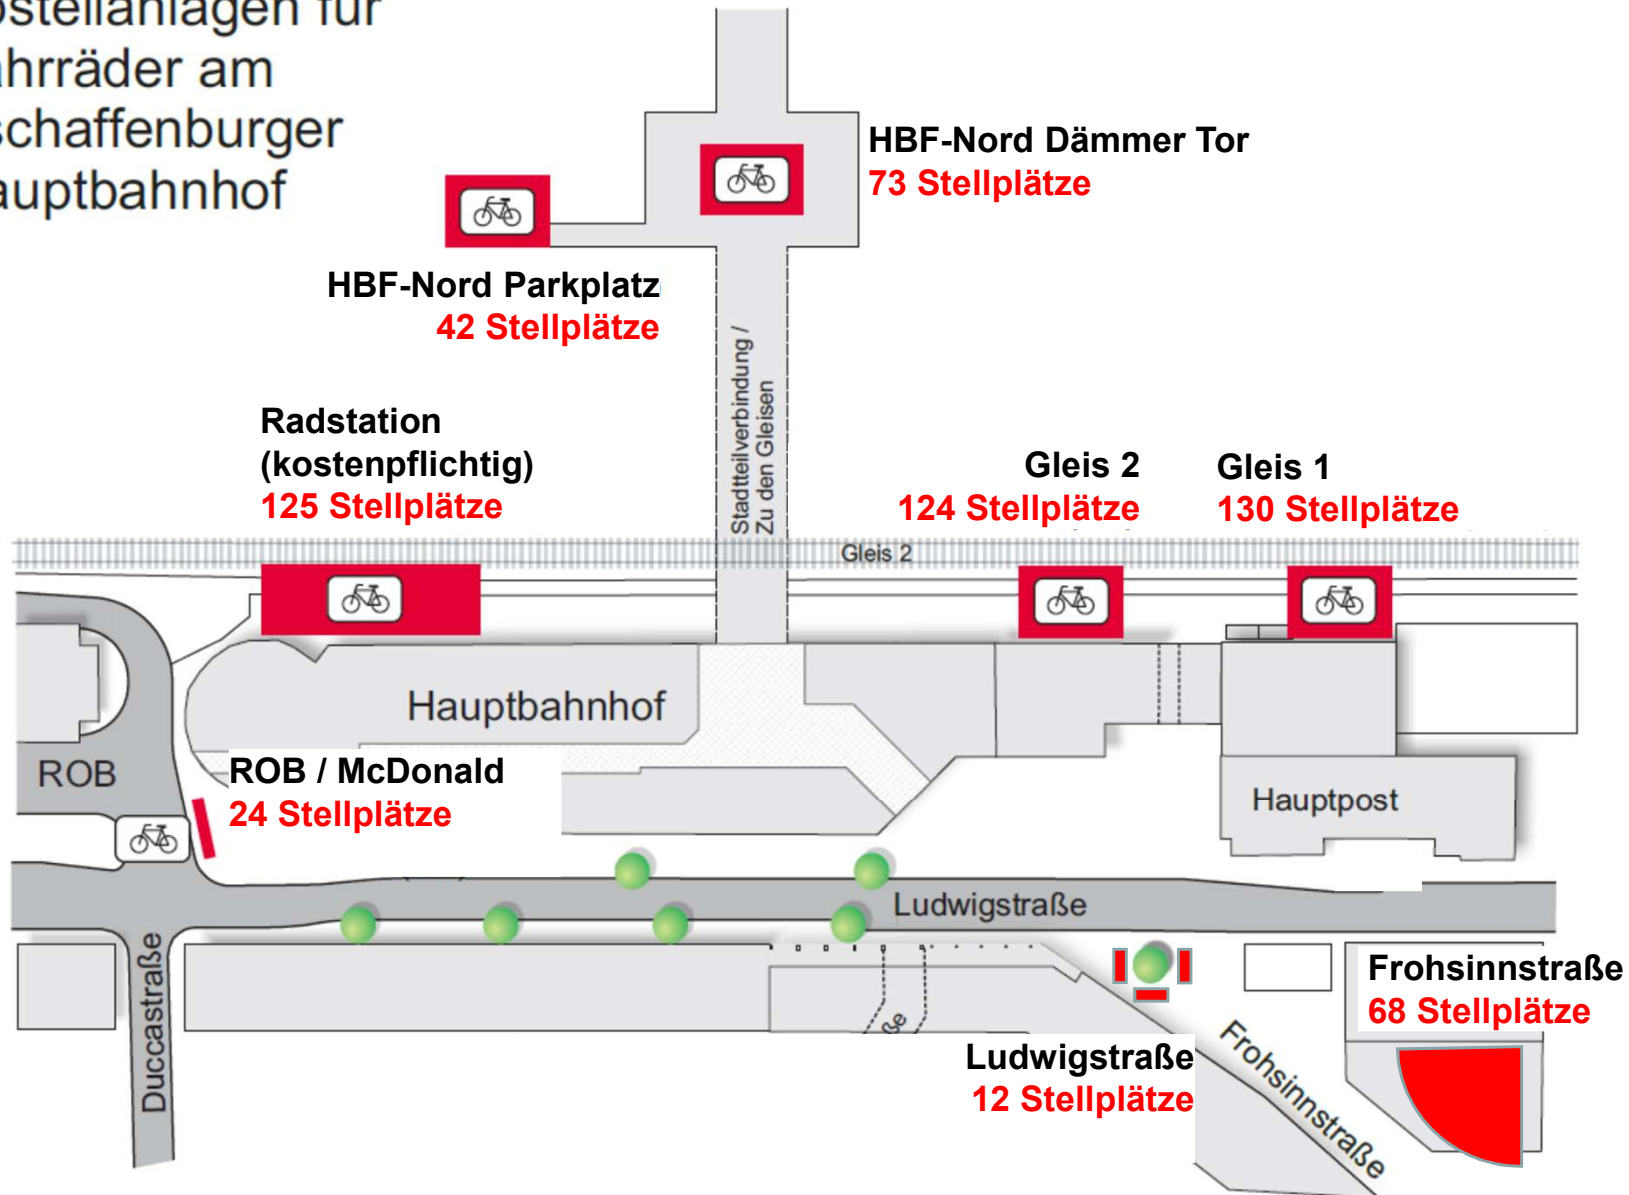 ostellanlagen für
ahrräder am
schaffenburger
auptbahnhof
HBF-Nord Dämmer Tor
73 Stellplätze
HBF-Nord Parkplatz
42 Stellplätze
Stadtteilverbindung /
Zu den Gleisen
Radstation
(kostenpflichtig)
125 Stellplätze
Gleis 2
124 Stellplätze
Gleis 1
130 Stellplätze
Gleis 2
Hauptbahnhof
ROB
ROB / McDonald
24 Stellplätze
Hauptpost
Ludwigstraße
Duccastraße
ße
Frohsinnstraße
68 Stellplätze
Ludwigstraße
12 Stellplätze
Frohsinnstraße